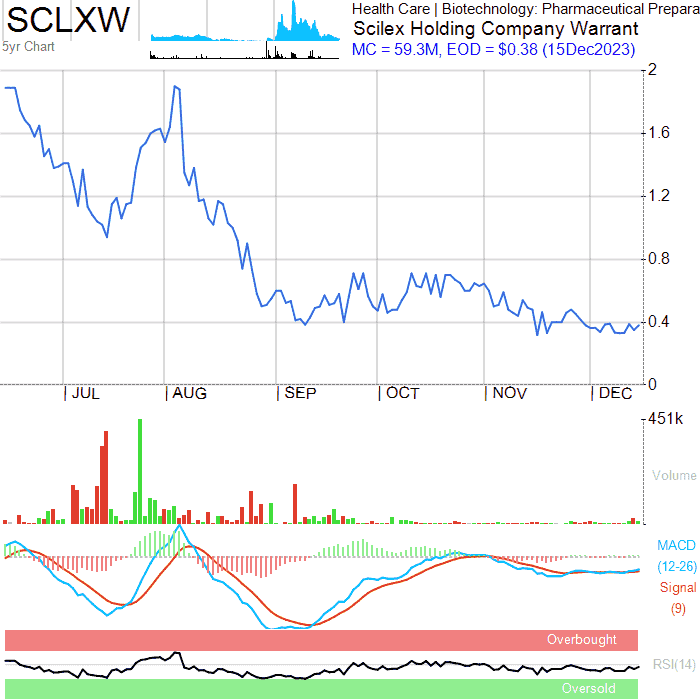 SCLXW
Health Care | Biotechnology: Pharmaceutical Prepara
Scilex Holding Company Warrant
5yr Chart
MC = 59.3M, EOD = $0.38 (15Dec2023)
2
1.6
1.2
0.8
0.4
0
JUL AUG SEP OCT NOV DEC
451k
Volume
MACD
(12-26)
Signal
(9)
Overbought
RSI(14)
Oversold